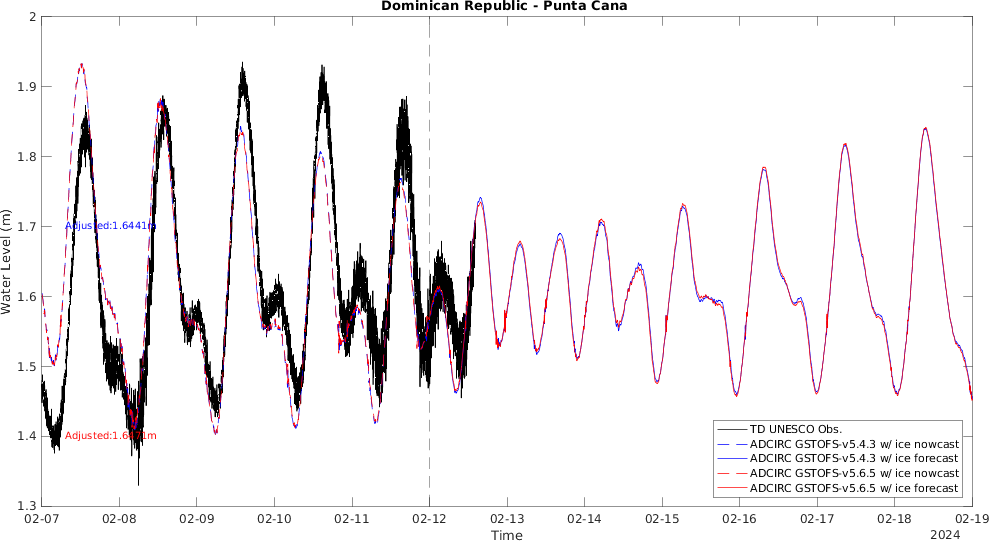 Dominican Republic - Punta Cana
2
1.9
1.8
1.7
1.6
1.5
1.4
1.3
Water Level (m)
Adjusted:1.6441m
02-07
02-08
02-09
02-10
02-11
02-12
02-13
02-14
02-15
02-16
02-17
02-18
02-19
Time
2024
TD UNESCO Obs.
ADCIRC GSTOFS-v5.4.3 w/ ice nowcast
ADCIRC GSTOFS-v5.4.3 w/ ice forecast
ADCIRC GSTOFS-v5.6.5 w/ ice nowcast
ADCIRC GSTOFS-v5.6.5 w/ ice forecast